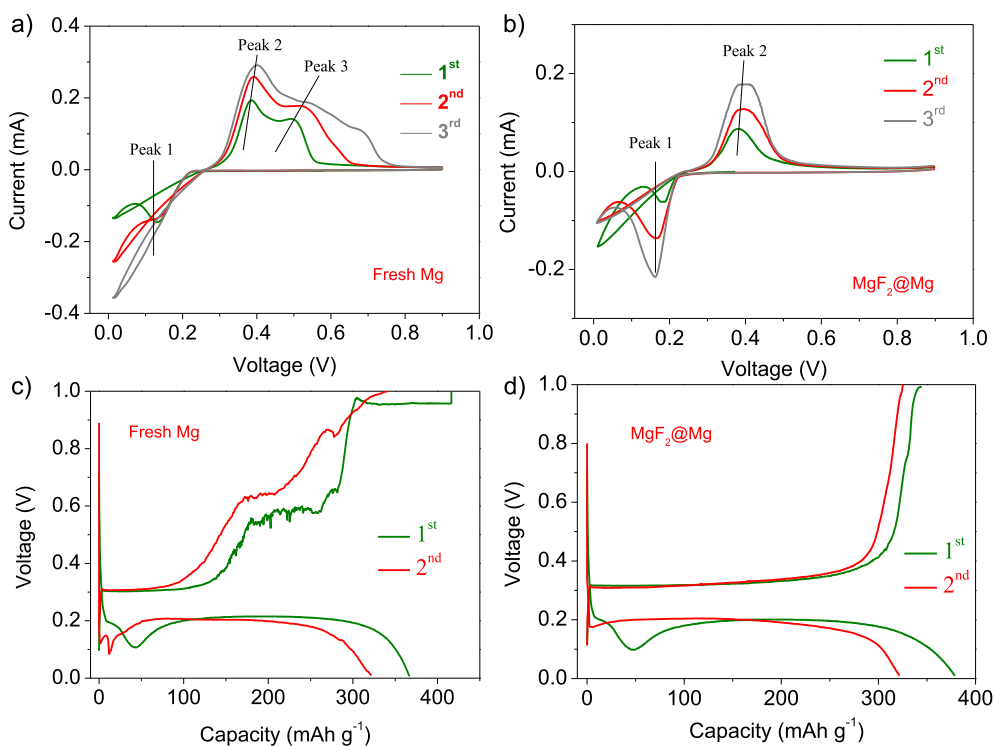 a)
0.4
0.2
0.0
-0.2
-0.4
Current (mA)
Peak 2
Peak 3
Peak 1
1st
2nd
3rd
Fresh Mg
0.0 0.2 0.4 0.6 0.8 1.0
Voltage (V)
b)
0.2
0.0
-0.2
Current (mA)
Peak 2
Peak 1
1st
2nd
3rd
MgF2@Mg
0.0 0.2 0.4 0.6 0.8 1.0
Voltage (V)
c)
1.0
0.8
0.6
0.4
0.2
0.0
Voltage (V)
Fresh Mg
1st
2nd
0 100 200 300 400
Capacity (mAh g-1)
d)
1.0
0.8
0.6
0.4
0.2
0.0
Voltage (V)
MgF2@Mg
1st
2nd
0 100 200 300 400
Capacity (mAh g-1)